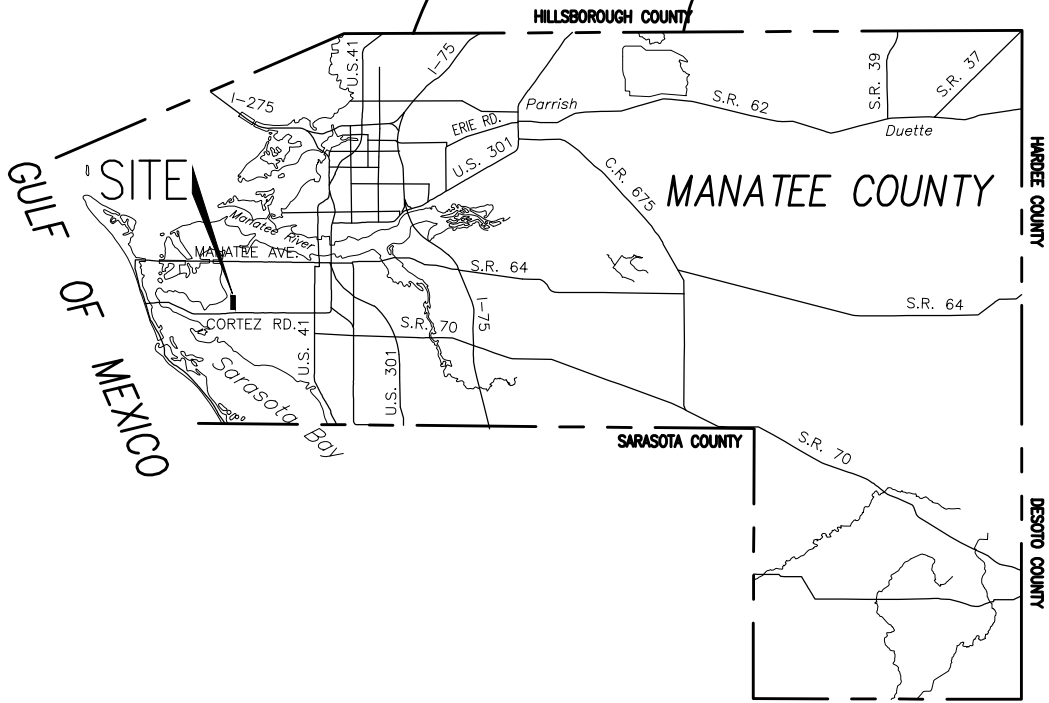 HILLSBOROUGH COUNTY
U.S.41
I-75
I-275
S.R. 39
S.R. 37
Parrish
S.R. 62
Duette
ERIE RD.
U.S. 301
C.R. 675
HARDEE COUNTY
SITE
MANATEE COUNTY
GULF OF MEXICO
Manatee River
MANATEE AVE.
S.R. 64
S.R. 64
I-75
CORTEZ RD.
U.S. 41
S.R. 70
U.S. 301
Sarasota Bay
SARASOTA COUNTY
S.R. 70
DESOTO COUNTY